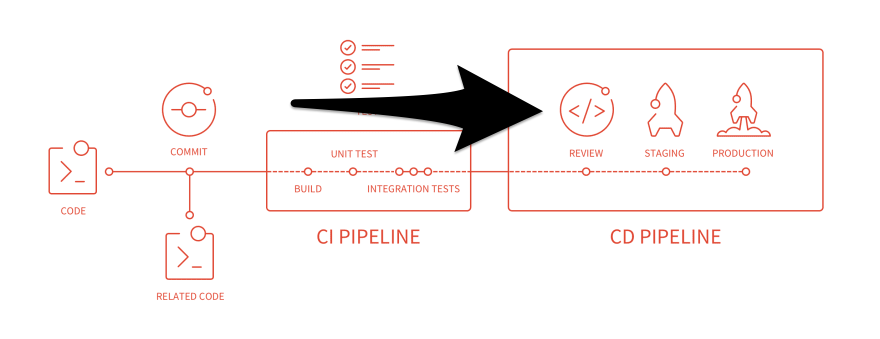 COMMIT
CODE
RELATED CODE
UNIT TEST
BUILD
INTEGRATION TESTS
CI PIPELINE
REVIEW
STAGING
PRODUCTION
CD PIPELINE